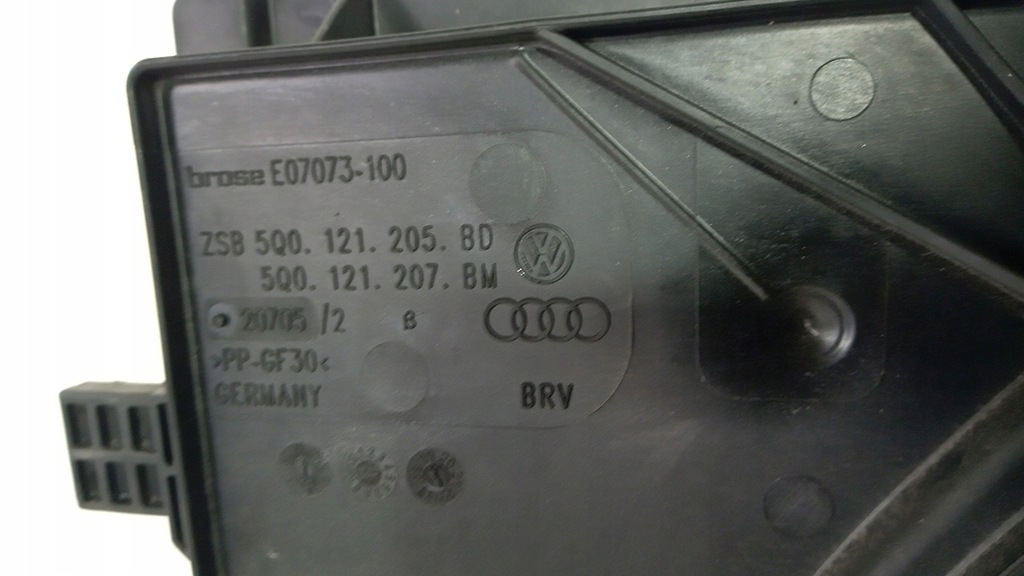 brose E07073-100
ZSB 5Q0. 121. 205. BD
5Q0. 121. 207. BM
20705 /2 B
>PP-GF30<
GERMANY BRV